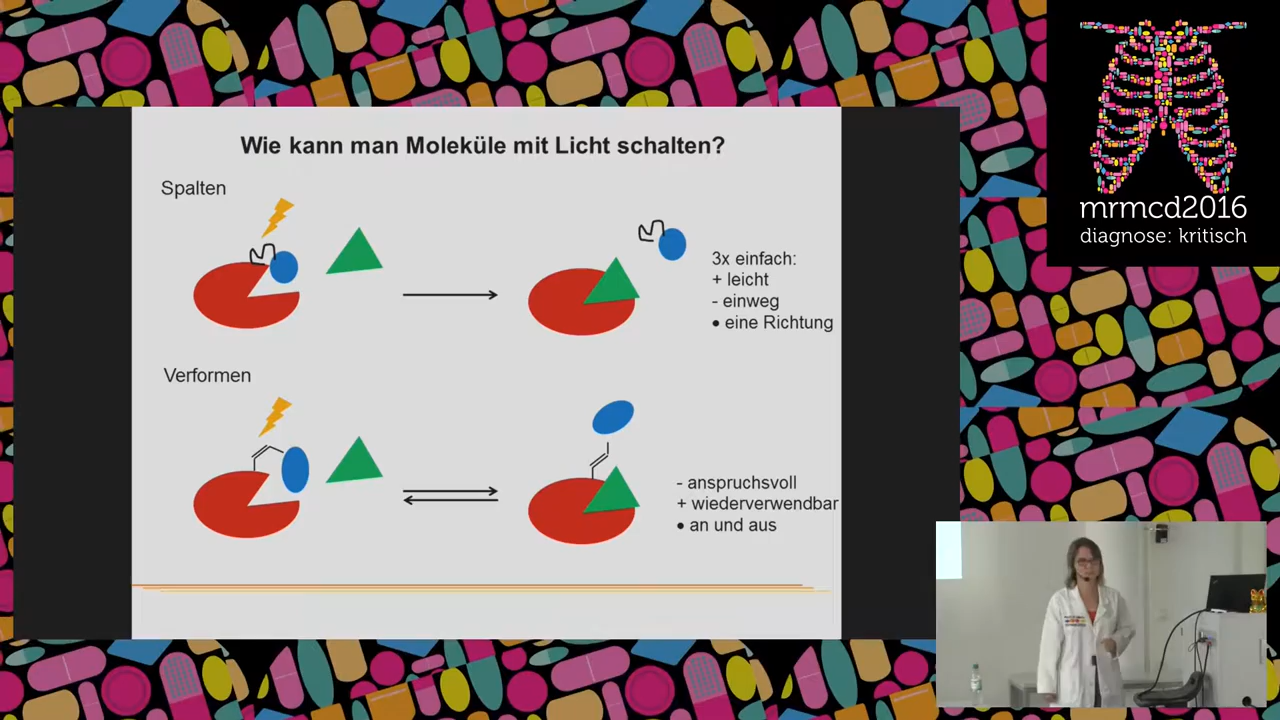 Wie kann man Moleküle mit Licht schalten?
Spalten
3x einfach:
+ leicht
- einweg
• eine Richtung
Verformen
- anspruchsvoll
+ wiederverwendbar
• an und aus
mrmcd2016
diagnose: kritisch